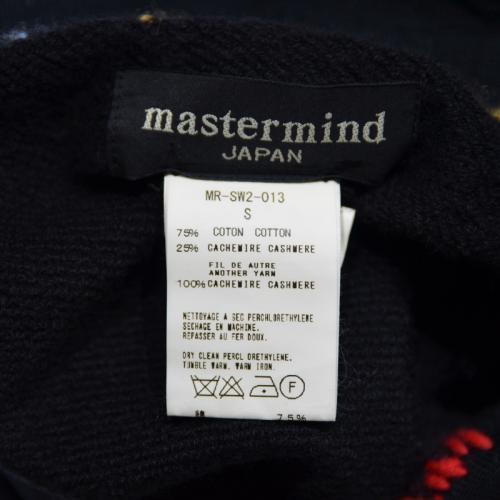 mastermind
JAPAN
MR-SW2-013
S
75% COTON COTTON
25% CACHEMIRE CASHMERE
FIL DE AUTRE
ANOTHER YARN
100% CACHEMIRE CASHMERE
NETTOYAGE A SEC PERCHLORETHYLENE
SECHAGE EN MACHINE.
REPASSER AU FER DOUX.
DRY CLEAN PERCL ORETHYLENE.
TUMBLE WARM. WARM IRON.
F
75%